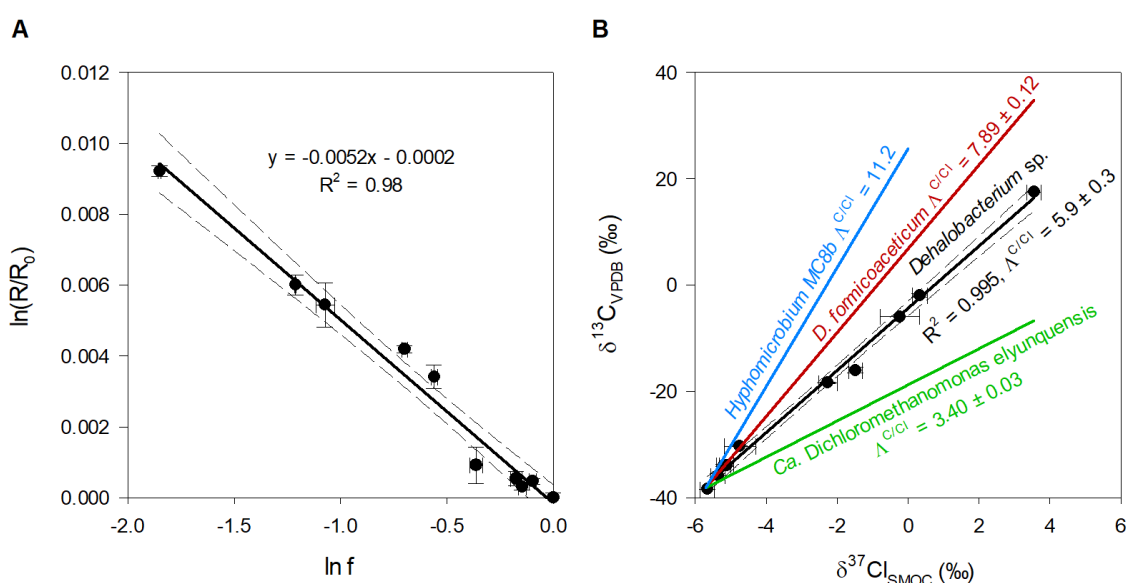 A
B
0.012
0.010
0.008
0.006
0.004
0.002
0.000
ln(R/R0)
y = -0.0052x - 0.0002
R² = 0.98
-2.0
-1.5
-1.0
-0.5
0.0
ln f
40
20
0
-20
-40
δ¹³CVPDB (‰)
Hyphomicrobium MC8b ΛC/Cl = 11.2
D. formicoaceticum ΛC/Cl = 7.89 ± 0.12
Dehalobacterium sp.
R² = 0.995, ΛC/Cl = 5.9 ± 0.3
Ca. Dichloromethanomonas elyunquensis
ΛC/Cl = 3.40 ± 0.03
-6
-4
-2
0
2
4
6
δ³⁷ClSMOC (‰)